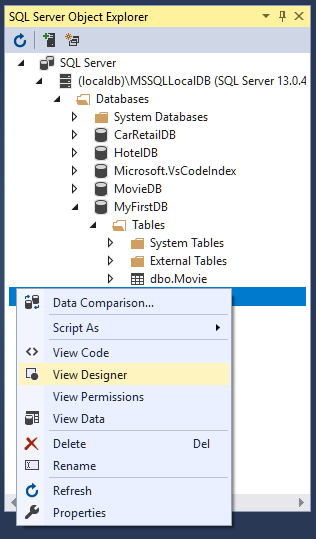 SQL Server Object Explorer
SQL Server
(localdb)\MSSQLLocalDB (SQL Server 13.0.4
Databases
System Databases
CarRetailDB
HotelDB
Microsoft.VsCodeIndex
MovieDB
MyFirstDB
Tables
System Tables
External Tables
dbo.Movie
Data Comparison...
Script As
View Code
View Designer
View Permissions
View Data
Delete Del
Rename
Refresh
Properties